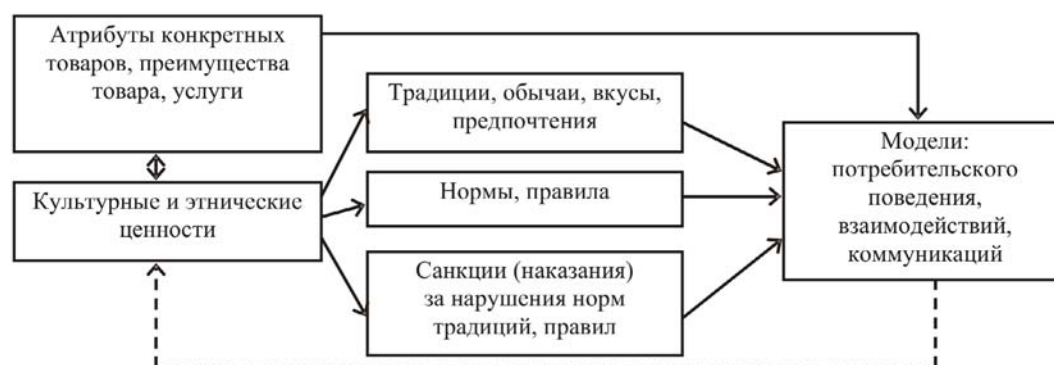 Атрибуты конкретных
товаров, преимущества
товара, услуги
Культурные и этнические
ценности
Традиции, обычаи, вкусы,
предпочтения
Нормы, правила
Санкции (наказания)
за нарушения норм
традиций, правил
Модели:
потребительского
поведения,
взаимодействий,
коммуникаций